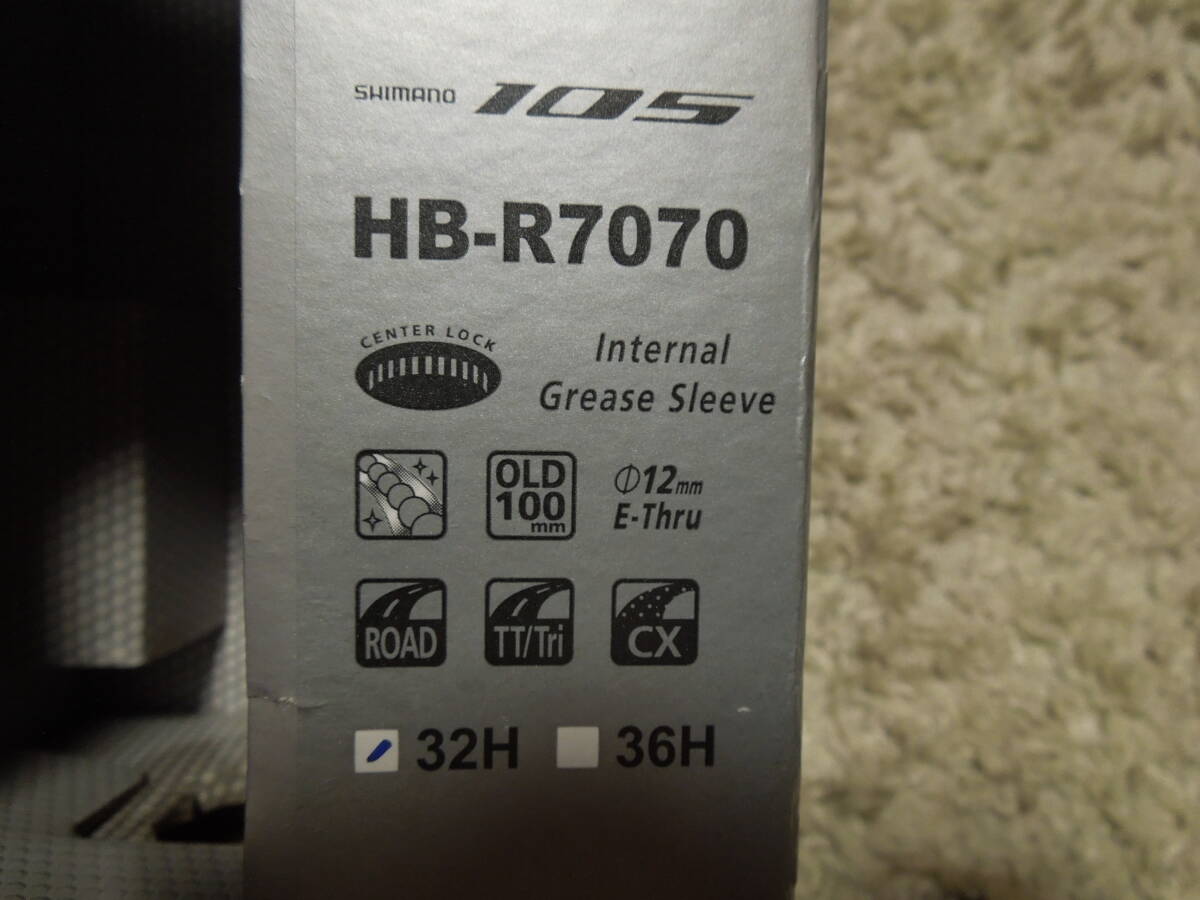 SHIMANO 105
HB-R7070
CENTER LOCK
Internal
Grease Sleeve
OLD
100
mm
Φ12mm
E-Thru
ROAD
TT/Tri
CX
32H
36H